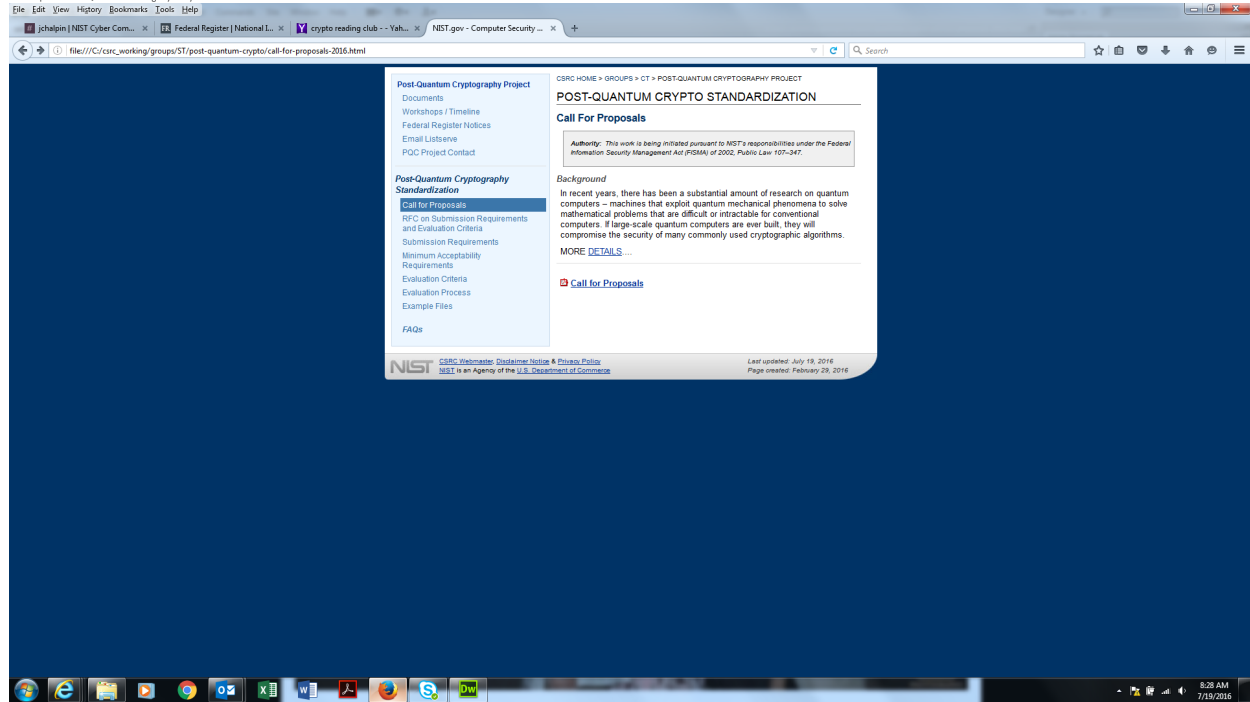 File Edit View History Bookmarks Tools Help
jchalpin | NIST Cyber Com... × Federal Register | National I... × crypto reading club - - Yah... × NIST.gov - Computer Security ... × +
file:///C:/csrc_working/groups/ST/post-quantum-crypto/call-for-proposals-2016.html
Search
Post-Quantum Cryptography Project
Documents
Workshops / Timeline
Federal Register Notices
Email Listserve
PQC Project Contact
Post-Quantum Cryptography
Standardization
Call for Proposals
RFC on Submission Requirements
and Evaluation Criteria
Submission Requirements
Minimum Acceptability
Requirements
Evaluation Criteria
Evaluation Process
Example Files
FAQs
CSRC HOME > GROUPS > CT > POST-QUANTUM CRYPTOGRAPHY PROJECT
POST-QUANTUM CRYPTO STANDARDIZATION
Call For Proposals
Authority: This work is being initiated pursuant to NIST's responsibilities under the Federal
Information Security Management Act (FISMA) of 2002, Public Law 107–347.
Background
In recent years, there has been a substantial amount of research on quantum
computers – machines that exploit quantum mechanical phenomena to solve
mathematical problems that are difficult or intractable for conventional
computers. If large-scale quantum computers are ever built, they will
compromise the security of many commonly used cryptographic algorithms.
MORE DETAILS....
Call for Proposals
NIST
CSRC Webmaster, Disclaimer Notice & Privacy Policy
NIST is an Agency of the U.S. Department of Commerce
Last updated: July 19, 2016
Page created: February 29, 2016
8:28 AM
7/19/2016